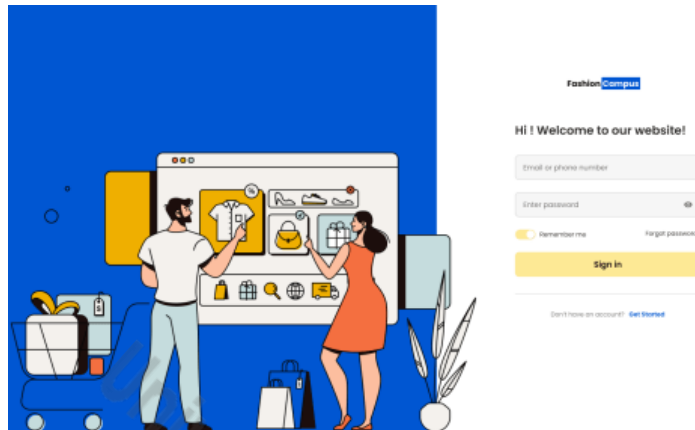 Fashion Campus
Hi ! Welcome to our website!
Email or phone number
Enter password
Remember me
Forgot password
Sign in
Don't have an account? Get Started